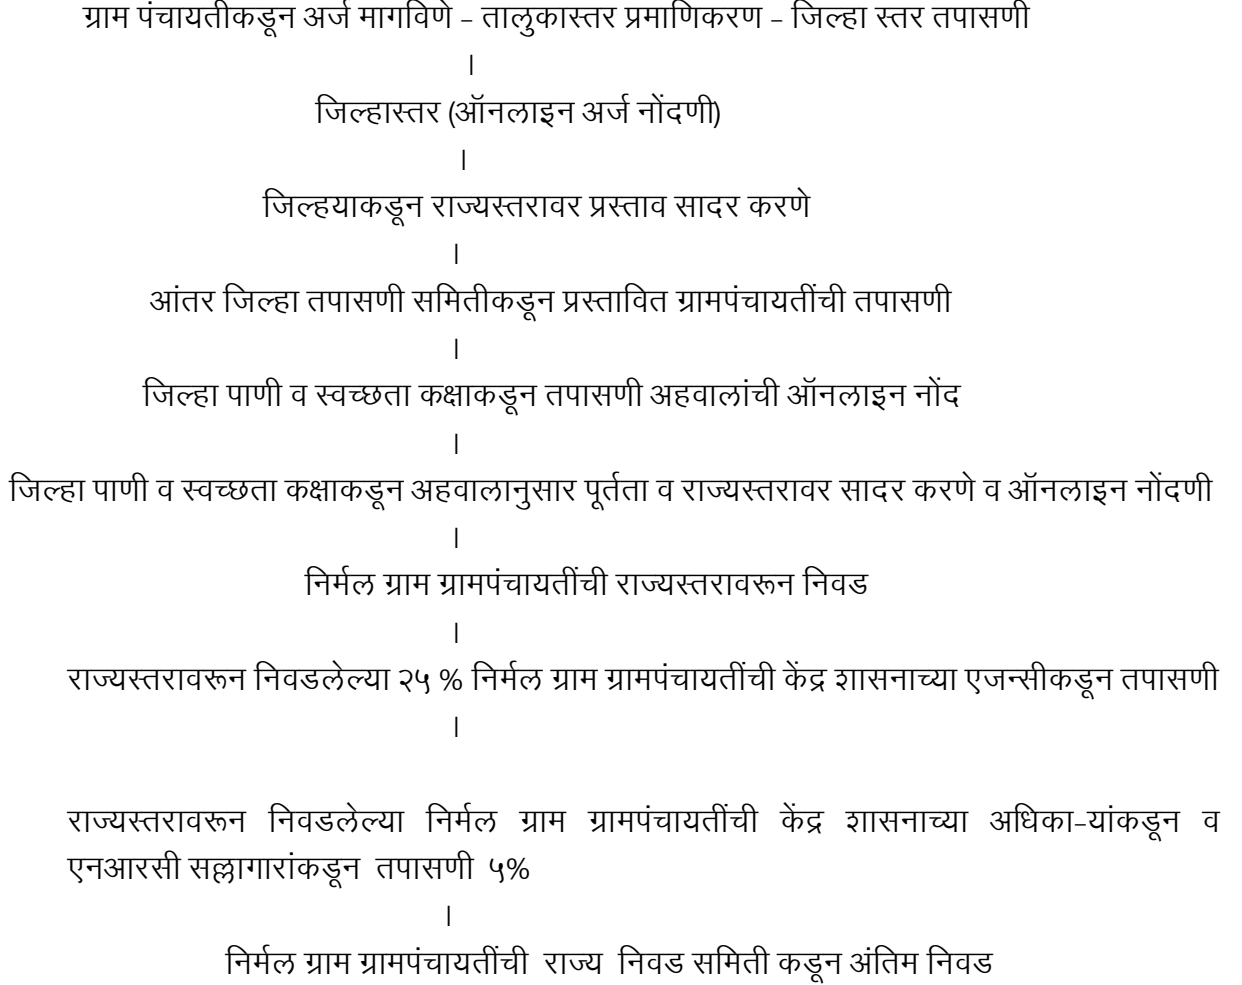 ग्राम पंचायतीकडून अर्ज मागविणे - तालुकास्तर प्रमाणिकरण - जिल्हा स्तर तपासणी
|
जिल्हास्तर (ऑनलाइन अर्ज नोंदणी)
|
जिल्हयाकडून राज्यस्तरावर प्रस्ताव सादर करणे
|
आंतर जिल्हा तपासणी समितीकडून प्रस्तावित ग्रामपंचायतींची तपासणी
|
जिल्हा पाणी व स्वच्छता कक्षाकडून तपासणी अहवालांची ऑनलाइन नोंद
|
जिल्हा पाणी व स्वच्छता कक्षाकडून अहवालानुसार पूर्तता व राज्यस्तरावर सादर करणे व ऑनलाइन नोंदणी
|
निर्मल ग्राम ग्रामपंचायतींची राज्यस्तरावरून निवड
|
राज्यस्तरावरून निवडलेल्या २५ % निर्मल ग्राम ग्रामपंचायतींची केंद्र शासनाच्या एजन्सीकडून तपासणी
|
राज्यस्तरावरून निवडलेल्या निर्मल ग्राम ग्रामपंचायतींची केंद्र शासनाच्या अधिका-यांकडून व
एनआरसी सल्लागारांकडून तपासणी ५%
|
निर्मल ग्राम ग्रामपंचायतींची राज्य निवड समिती कडून अंतिम निवड